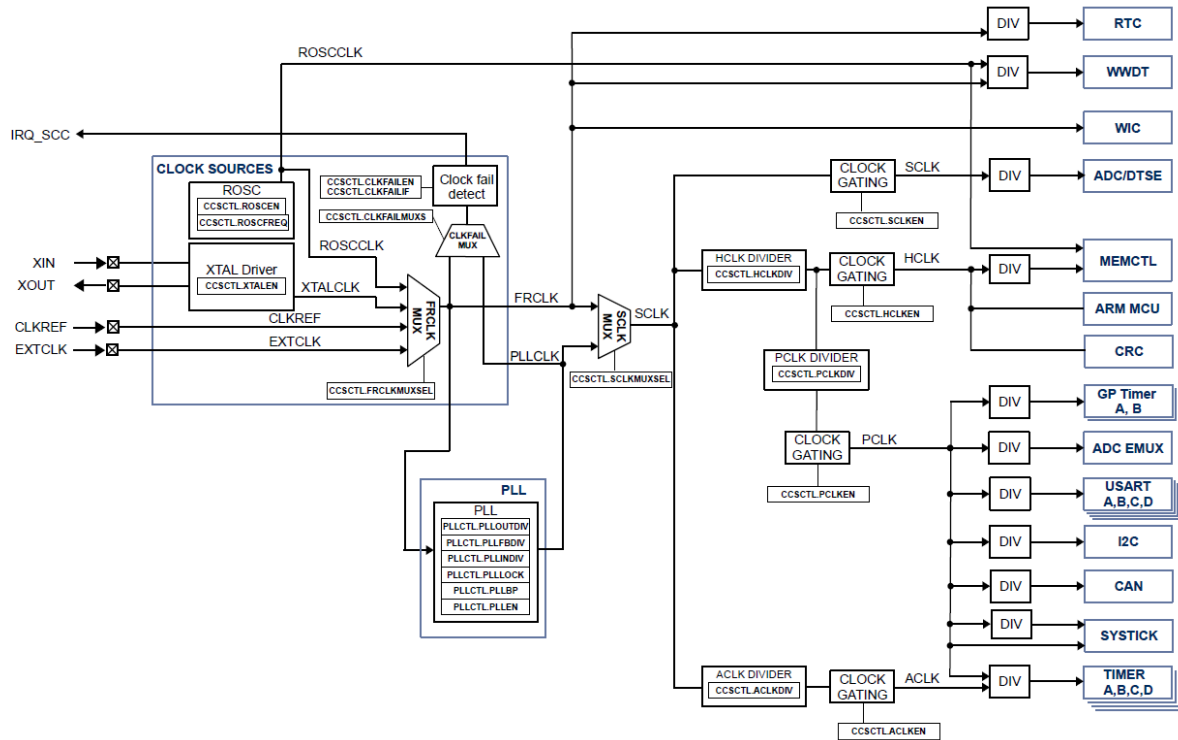 DIV
RTC
ROSCCLK
DIV
WWDT
IRQ_SCC
WIC
CLOCK SOURCES
ROSC
CCSCTL.ROSCEN
CCSCTL.ROSCFREQ
CCSCTL.CLKFAILEN
CCSCTL.CLKFAILIF
Clock fail
detect
CCSCTL.CLKFAILMUXS
CLKFAIL
MUX
CLOCK
GATING
SCLK
DIV
ADC/DTSE
CCSCTL.SCLKEN
ROSCCLK
XIN
XOUT
XTAL Driver
CCSCTL.XTALEN
XTALCLK
HCLK DIVIDER
CCSCTL.HCLKDIV
CLOCK
GATING
HCLK
DIV
MEMCTL
CCSCTL.HCLKEN
FRCLK
MUX
FRCLK
SCLK
MUX
SCLK
CLKREF
CLKREF
ARM MCU
EXTCLK
EXTCLK
PLLCLK
PCLK DIVIDER
CCSCTL.PCLKDIV
CRC
CCSCTL.FRCLKMUXSEL
CCSCTL.SCLKMUXSEL
DIV
GP Timer
A, B
CLOCK
GATING
PCLK
DIV
ADC EMUX
CCSCTL.PCLKEN
PLL
PLL
PLLCTL.PLLOUTDIV
PLLCTL.PLLFBDIV
PLLCTL.PLLINDIV
PLLCTL.PLLLOCK
PLLCTL.PLLBP
PLLCTL.PLLEN
DIV
USART
A,B,C,D
DIV
I2C
DIV
CAN
DIV
SYSTICK
ACLK DIVIDER
CCSCTL.ACLKDIV
CLOCK
GATING
ACLK
DIV
TIMER
A,B,C,D
CCSCTL.ACLKEN